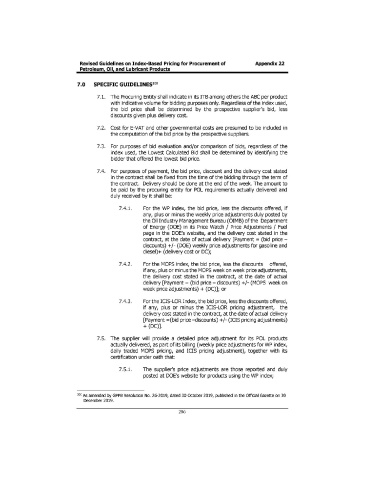 Revised Guidelines on Index-Based Pricing for Procurement of Appendix 22
Petroleum, Oil, and Lubricant Products
7.0 SPECIFIC GUIDELINES
7.1. The Procuring Entity shall indicate in its ITB among others the ABC per product
with indicative volume for bidding purposes only. Regardless of the index used,
the bid price shall be determined by the prospective supplier's bid, less
discounts given plus delivery cost.
7.2. Cost for E-VAT and other governmental costs are presumed to be included in
the computation of the bid price by the prospective suppliers.
7.3. For purposes of bid evaluation and/or comparison of bids, regardless of the
index used, the Lowest Calculated Bid shall be determined by identifying the
bidder that offered the lowest bid price.
7.4. For purposes of payment, the bid price, discount and the delivery cost stated
in the contract shall be fixed from the time of the bidding through the term of
the contract. Delivery should be done at the end of the week. The amount to
be paid by the procuring entity for POL requirements actually delivered and
duly received by it shall be:
7.4.1. For the WP index, the bid price, less the discounts offered, if
any, plus or minus the weekly price adjustments duly posted by
the Oil Industry Management Bureau (OIMB) of the Department
of Energy (DOE) in its Price Watch / Price Adjustments / Fuel
page in the DOE's website, and the delivery cost stated in the
contract, at the date of actual delivery [Payment = (bid price –
discounts) +/- (DOE) weekly price adjustments for gasoline and
diesel)+ (delivery cost or DC);
7.4.2. For the MOPS index, the bid price, less the discounts offered,
if any, plus or minus the MOPS week on week price adjustments,
the delivery cost stated in the contract, at the date of actual
delivery [Payment = (bid price – discounts) +/- (MOPS week on
week price adjustments) + (DC)]; or
7.4.3. For the ICIS-LOR Index, the bid price, less the discounts offered,
if any, plus or minus the ICIS-LOR pricing adjustment, the
delivery cost stated in the contract, at the date of actual delivery
[Payment =(bid price –discounts) +/- (ICIS pricing adjustments)
+ (DC)].
7.5. The supplier will provide a detailed price adjustment for its POL products
actually delivered, as part of its billing (weekly price adjustments for WP index,
daily traded MOPS pricing, and ICIS pricing adjustment), together with its
certification under oath that:
7.5.1. The supplier's price adjustments are those reported and duly
posted at DOE's website for products using the WP index,
As amended by GPPB Resolution No. 25-2019, dated 30 October 2019, published in the Official Gazette on 30
December 2019.